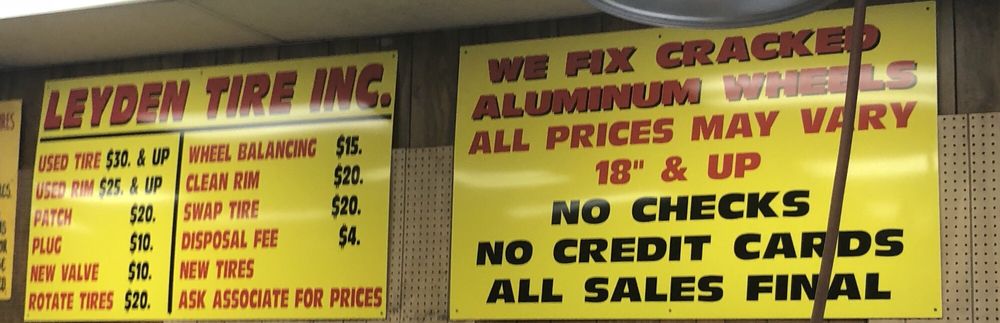 LEYDEN TIRE INC.
USED TIRE $30. & UP
USED RIM $25. & UP
PATCH $20.
PLUG $10.
NEW VALVE $10.
ROTATE TIRES $20.
WHEEL BALANCING $15.
CLEAN RIM $20.
SWAP TIRE $20.
DISPOSAL FEE $4.
NEW TIRES
ASK ASSOCIATE FOR PRICES
WE FIX CRACKED
ALUMINUM WHEELS
ALL PRICES MAY VARY
18" & UP
NO CHECKS
NO CREDIT CARDS
ALL SALES FINAL